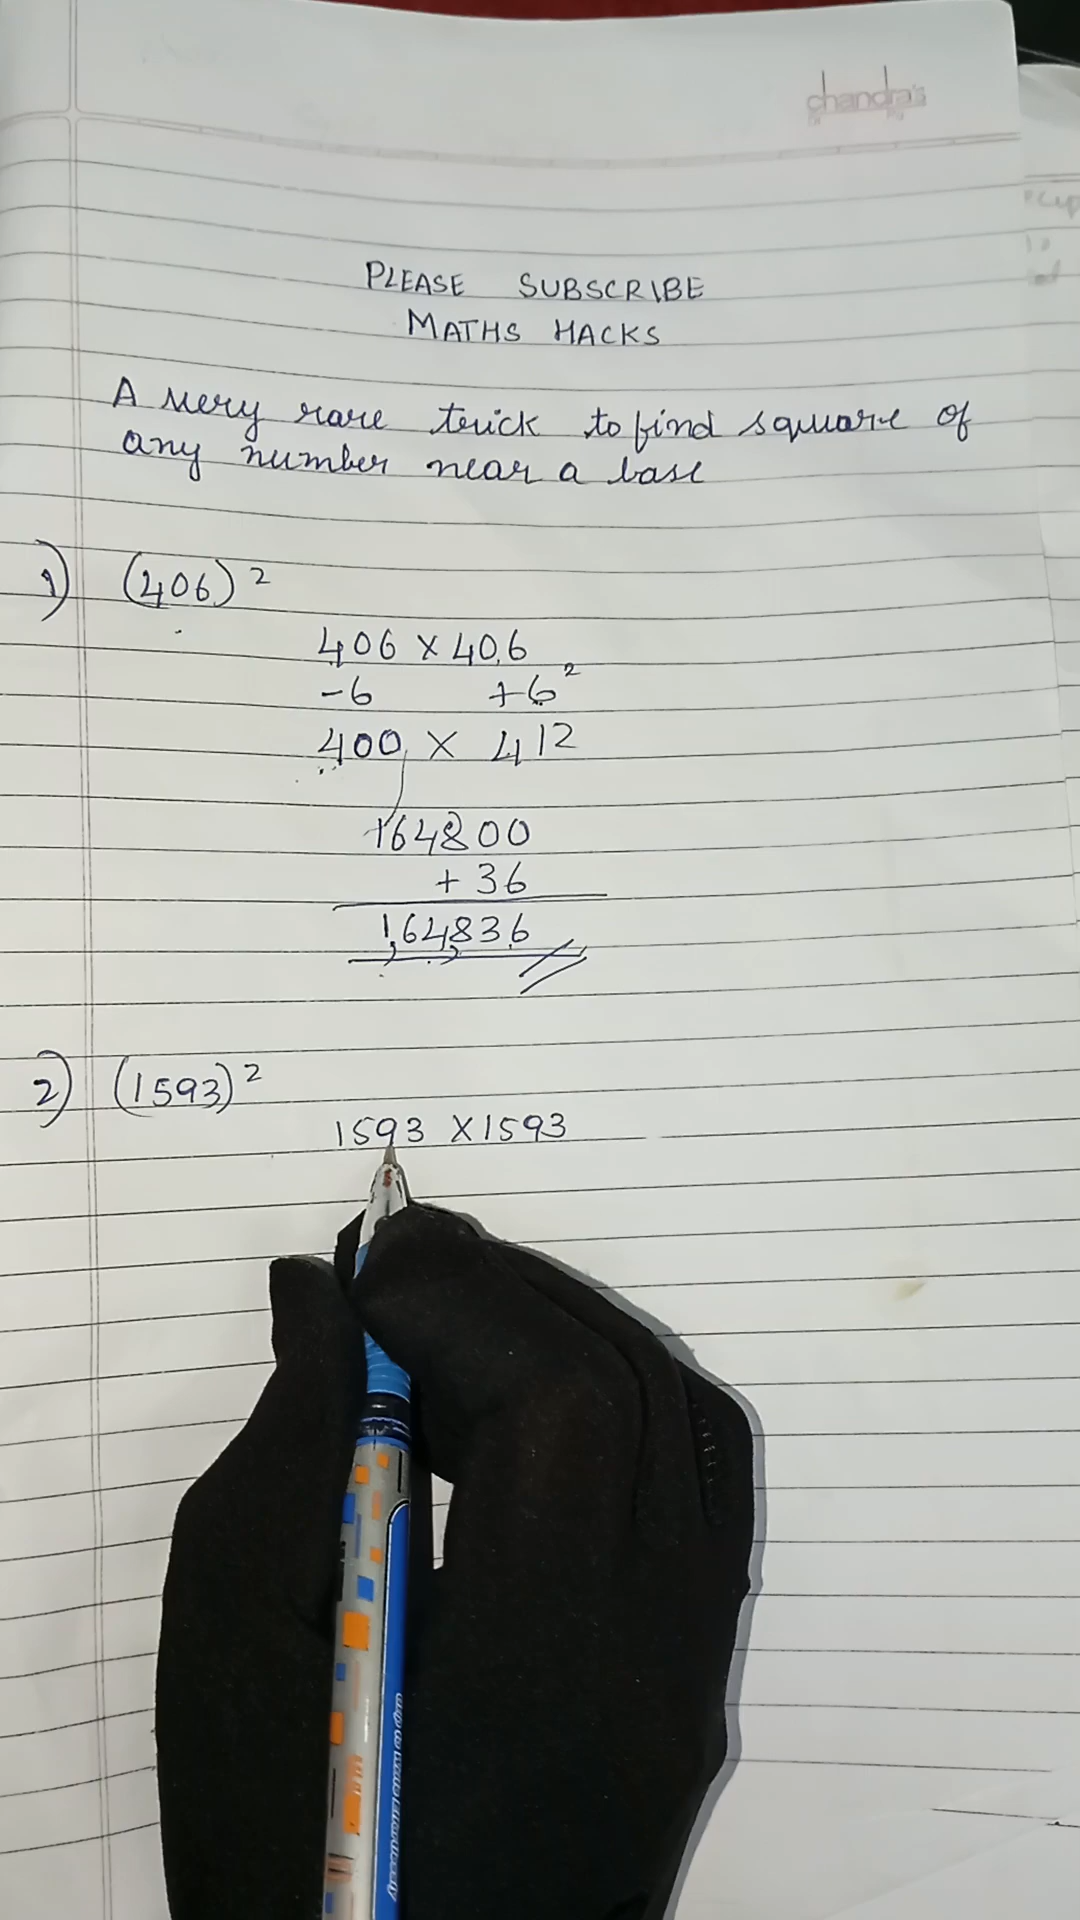 chandra's
PLEASE SUBSCRIBE
MATHS HACKS
A very rare trick to find square of
any number near a base
1) (406)²
406 × 406
-6 +6²
400 × 412
164800
+ 36
1,64,836
2) (1593)²
1593 × 1593